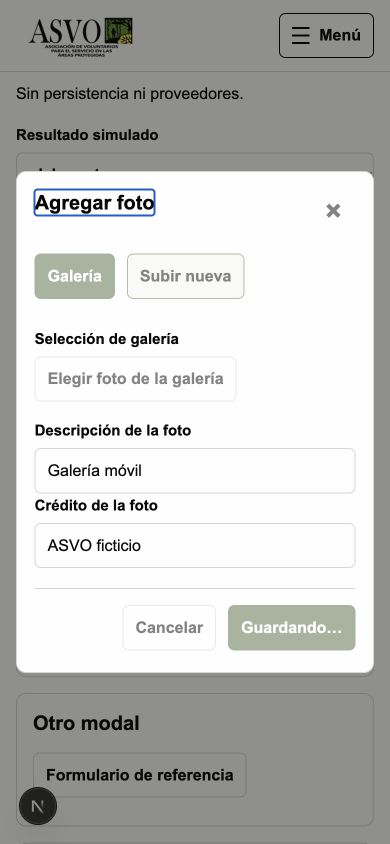 ASVO
ASOCIACIÓN DE VOLUNTARIOS
PARA EL SERVICIO EN LAS
ÁREAS PROTEGIDAS
Menú
Sin persistencia ni proveedores.
Resultado simulado
Agregar foto
Galería
Subir nueva
Selección de galería
Elegir foto de la galería
Descripción de la foto
Galería móvil
Crédito de la foto
ASVO ficticio
Cancelar
Guardando...
Otro modal
Formulario de referencia
N